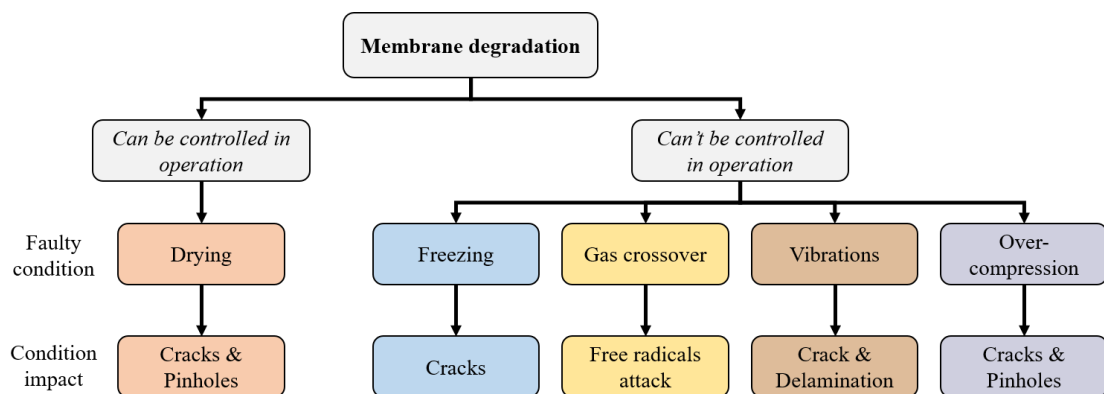 Membrane degradation
Can be controlled in
operation
Can't be controlled
in operation
Faulty
condition
Drying
Freezing
Gas crossover
Vibrations
Over-
compression
Condition
impact
Cracks &
Pinholes
Cracks
Free radicals
attack
Crack &
Delamination
Cracks &
Pinholes